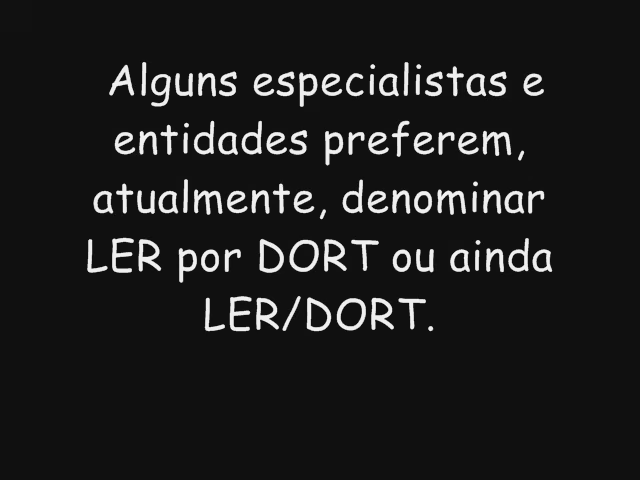 Alguns especialistas e
entidades preferem,
atualmente, denominar
LER por DORT ou ainda
LER/DORT.